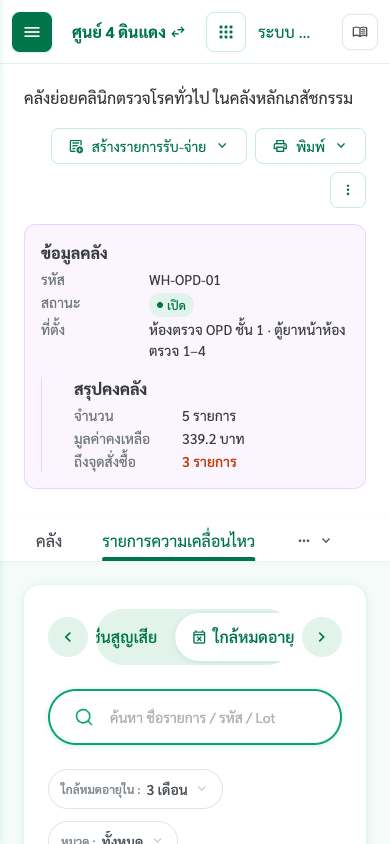 ศูนย์ 4 ดินแดง
ระบบ ...
คลังย่อยคลินิกตรวจโรคทั่วไป ในคลังหลักเภสัชกรรม
สร้างรายการรับ-จ่าย
พิมพ์
ข้อมูลคลัง
รหัส WH-OPD-01
สถานะ เปิด
ที่ตั้ง ห้องตรวจ OPD ชั้น 1 · ตู้ยาหน้าห้อง
ตรวจ 1–4
สรุปคงคลัง
จำนวน 5 รายการ
มูลค่าคงเหลือ 339.2 บาท
ถึงจุดสั่งซื้อ 3 รายการ
คลัง รายการความเคลื่อนไหว
สูญเสีย ใกล้หมดอายุ
ค้นหา ชื่อรายการ / รหัส / Lot
ใกล้หมดอายุใน : 3 เดือน
หมวด : ทั้งหมด